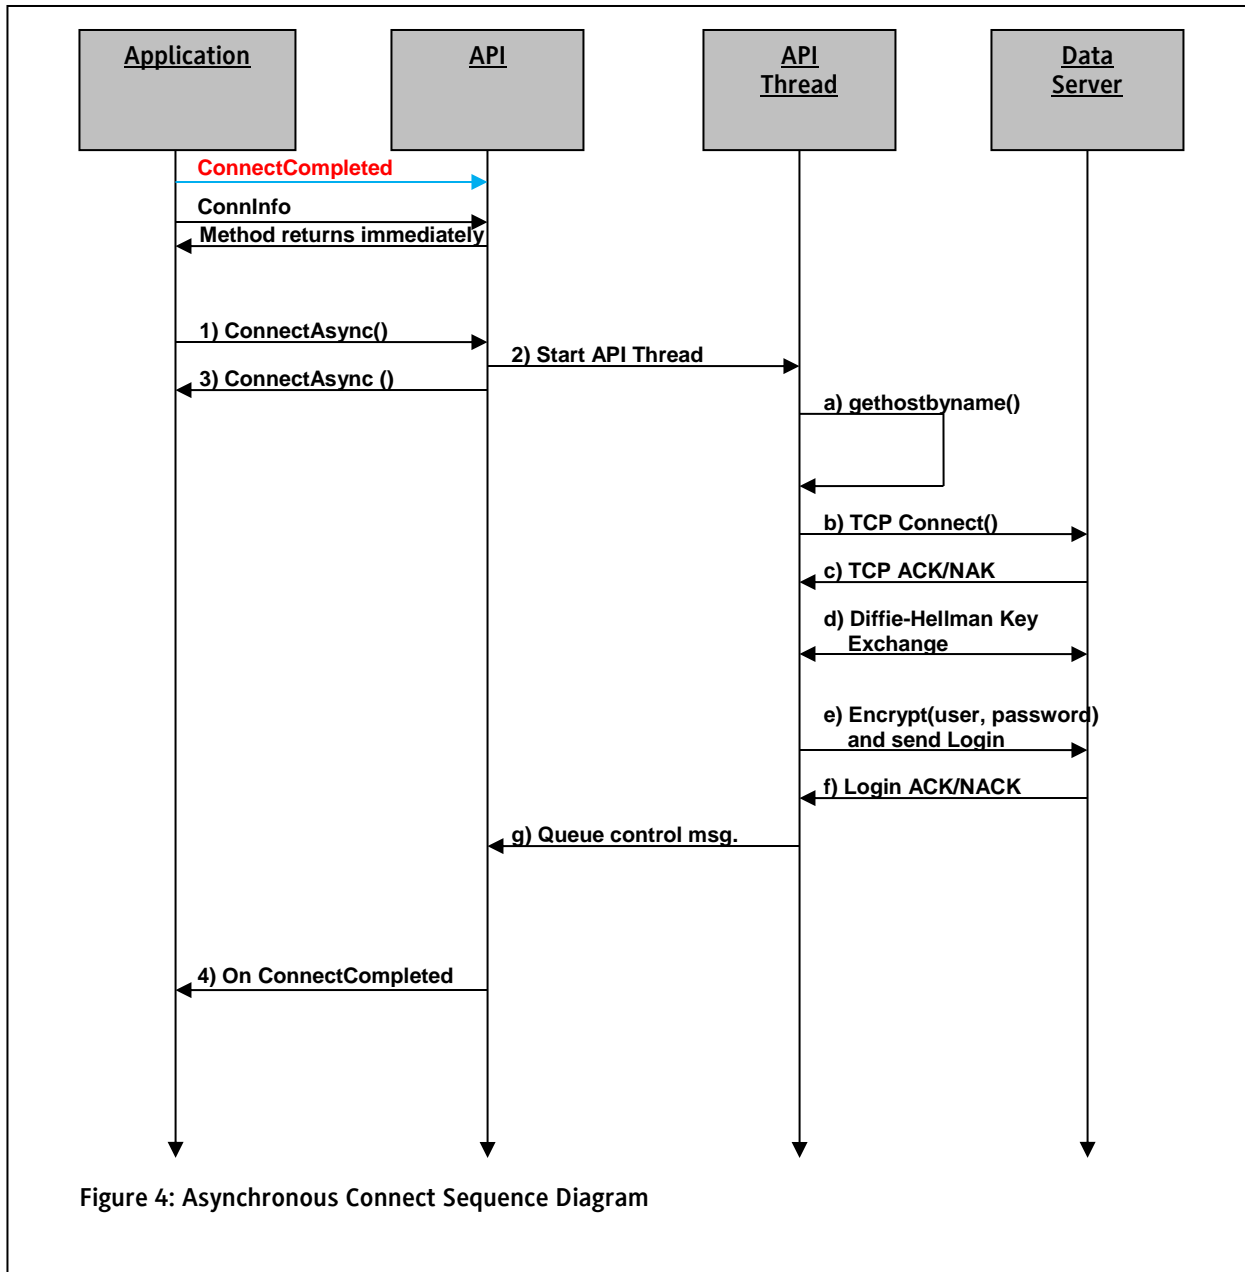 Application
API
API
Thread
Data
Server
ConnectCompleted
ConnInfo
Method returns immediately
1) ConnectAsync()
2) Start API Thread
3) ConnectAsync ()
a) gethostbyname()
b) TCP Connect()
c) TCP ACK/NAK
d) Diffie-Hellman Key
Exchange
e) Encrypt(user, password)
and send Login
f) Login ACK/NACK
g) Queue control msg.
4) On ConnectCompleted
Figure 4: Asynchronous Connect Sequence Diagram